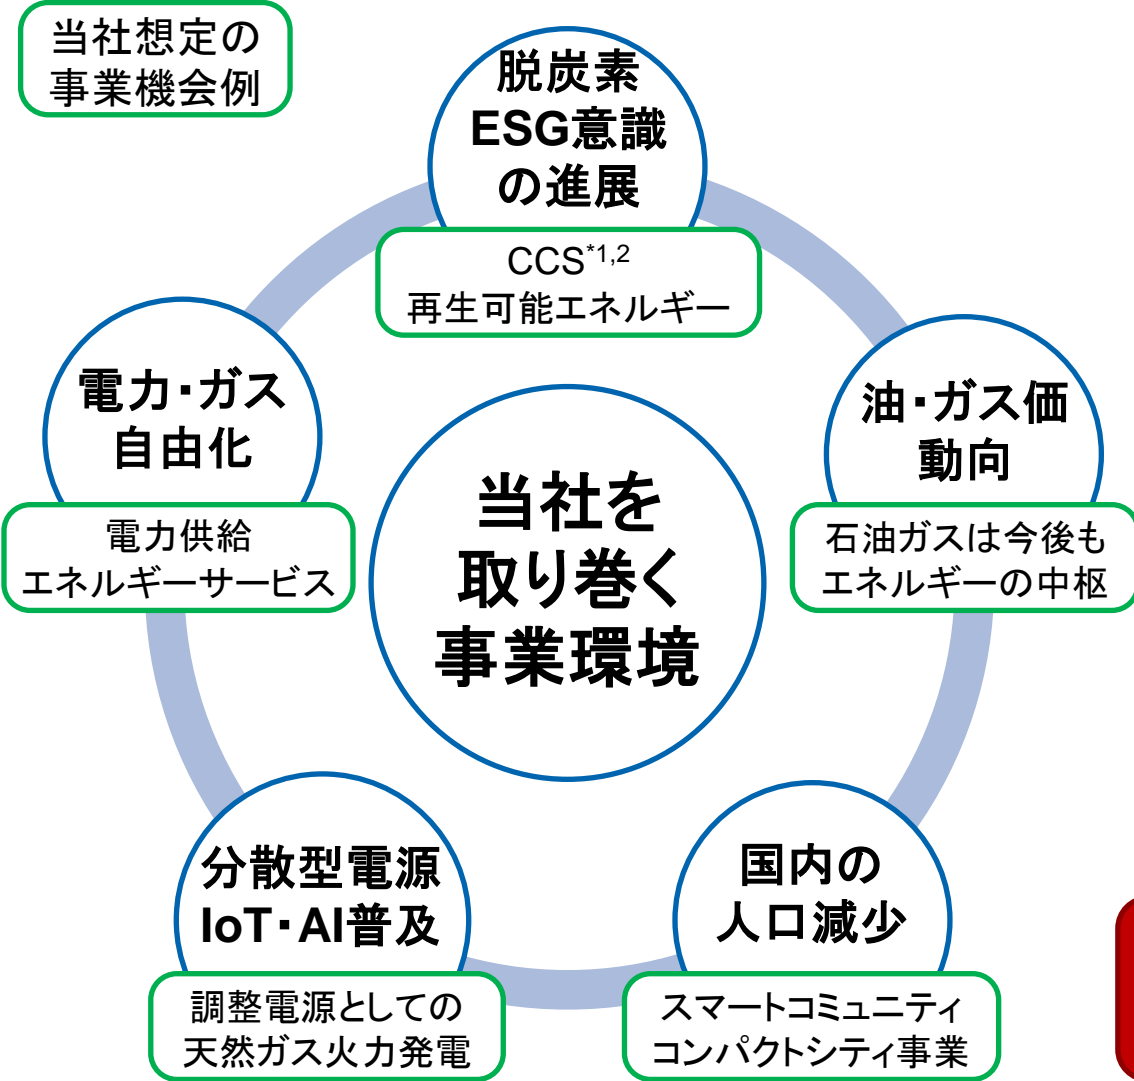 当社想定の
事業機会例
脱炭素
ESG意識
の進展
CCS*1,2
再生可能エネルギー
電力・ガス
自由化
電力供給
エネルギーサービス
油・ガス価
動向
石油ガスは今後も
エネルギーの中枢
当社を
取り巻く
事業環境
分散型電源
IoT・AI普及
調整電源としての
天然ガス火力発電
国内の
人口減少
スマートコミュニティ
コンパクトシティ事業